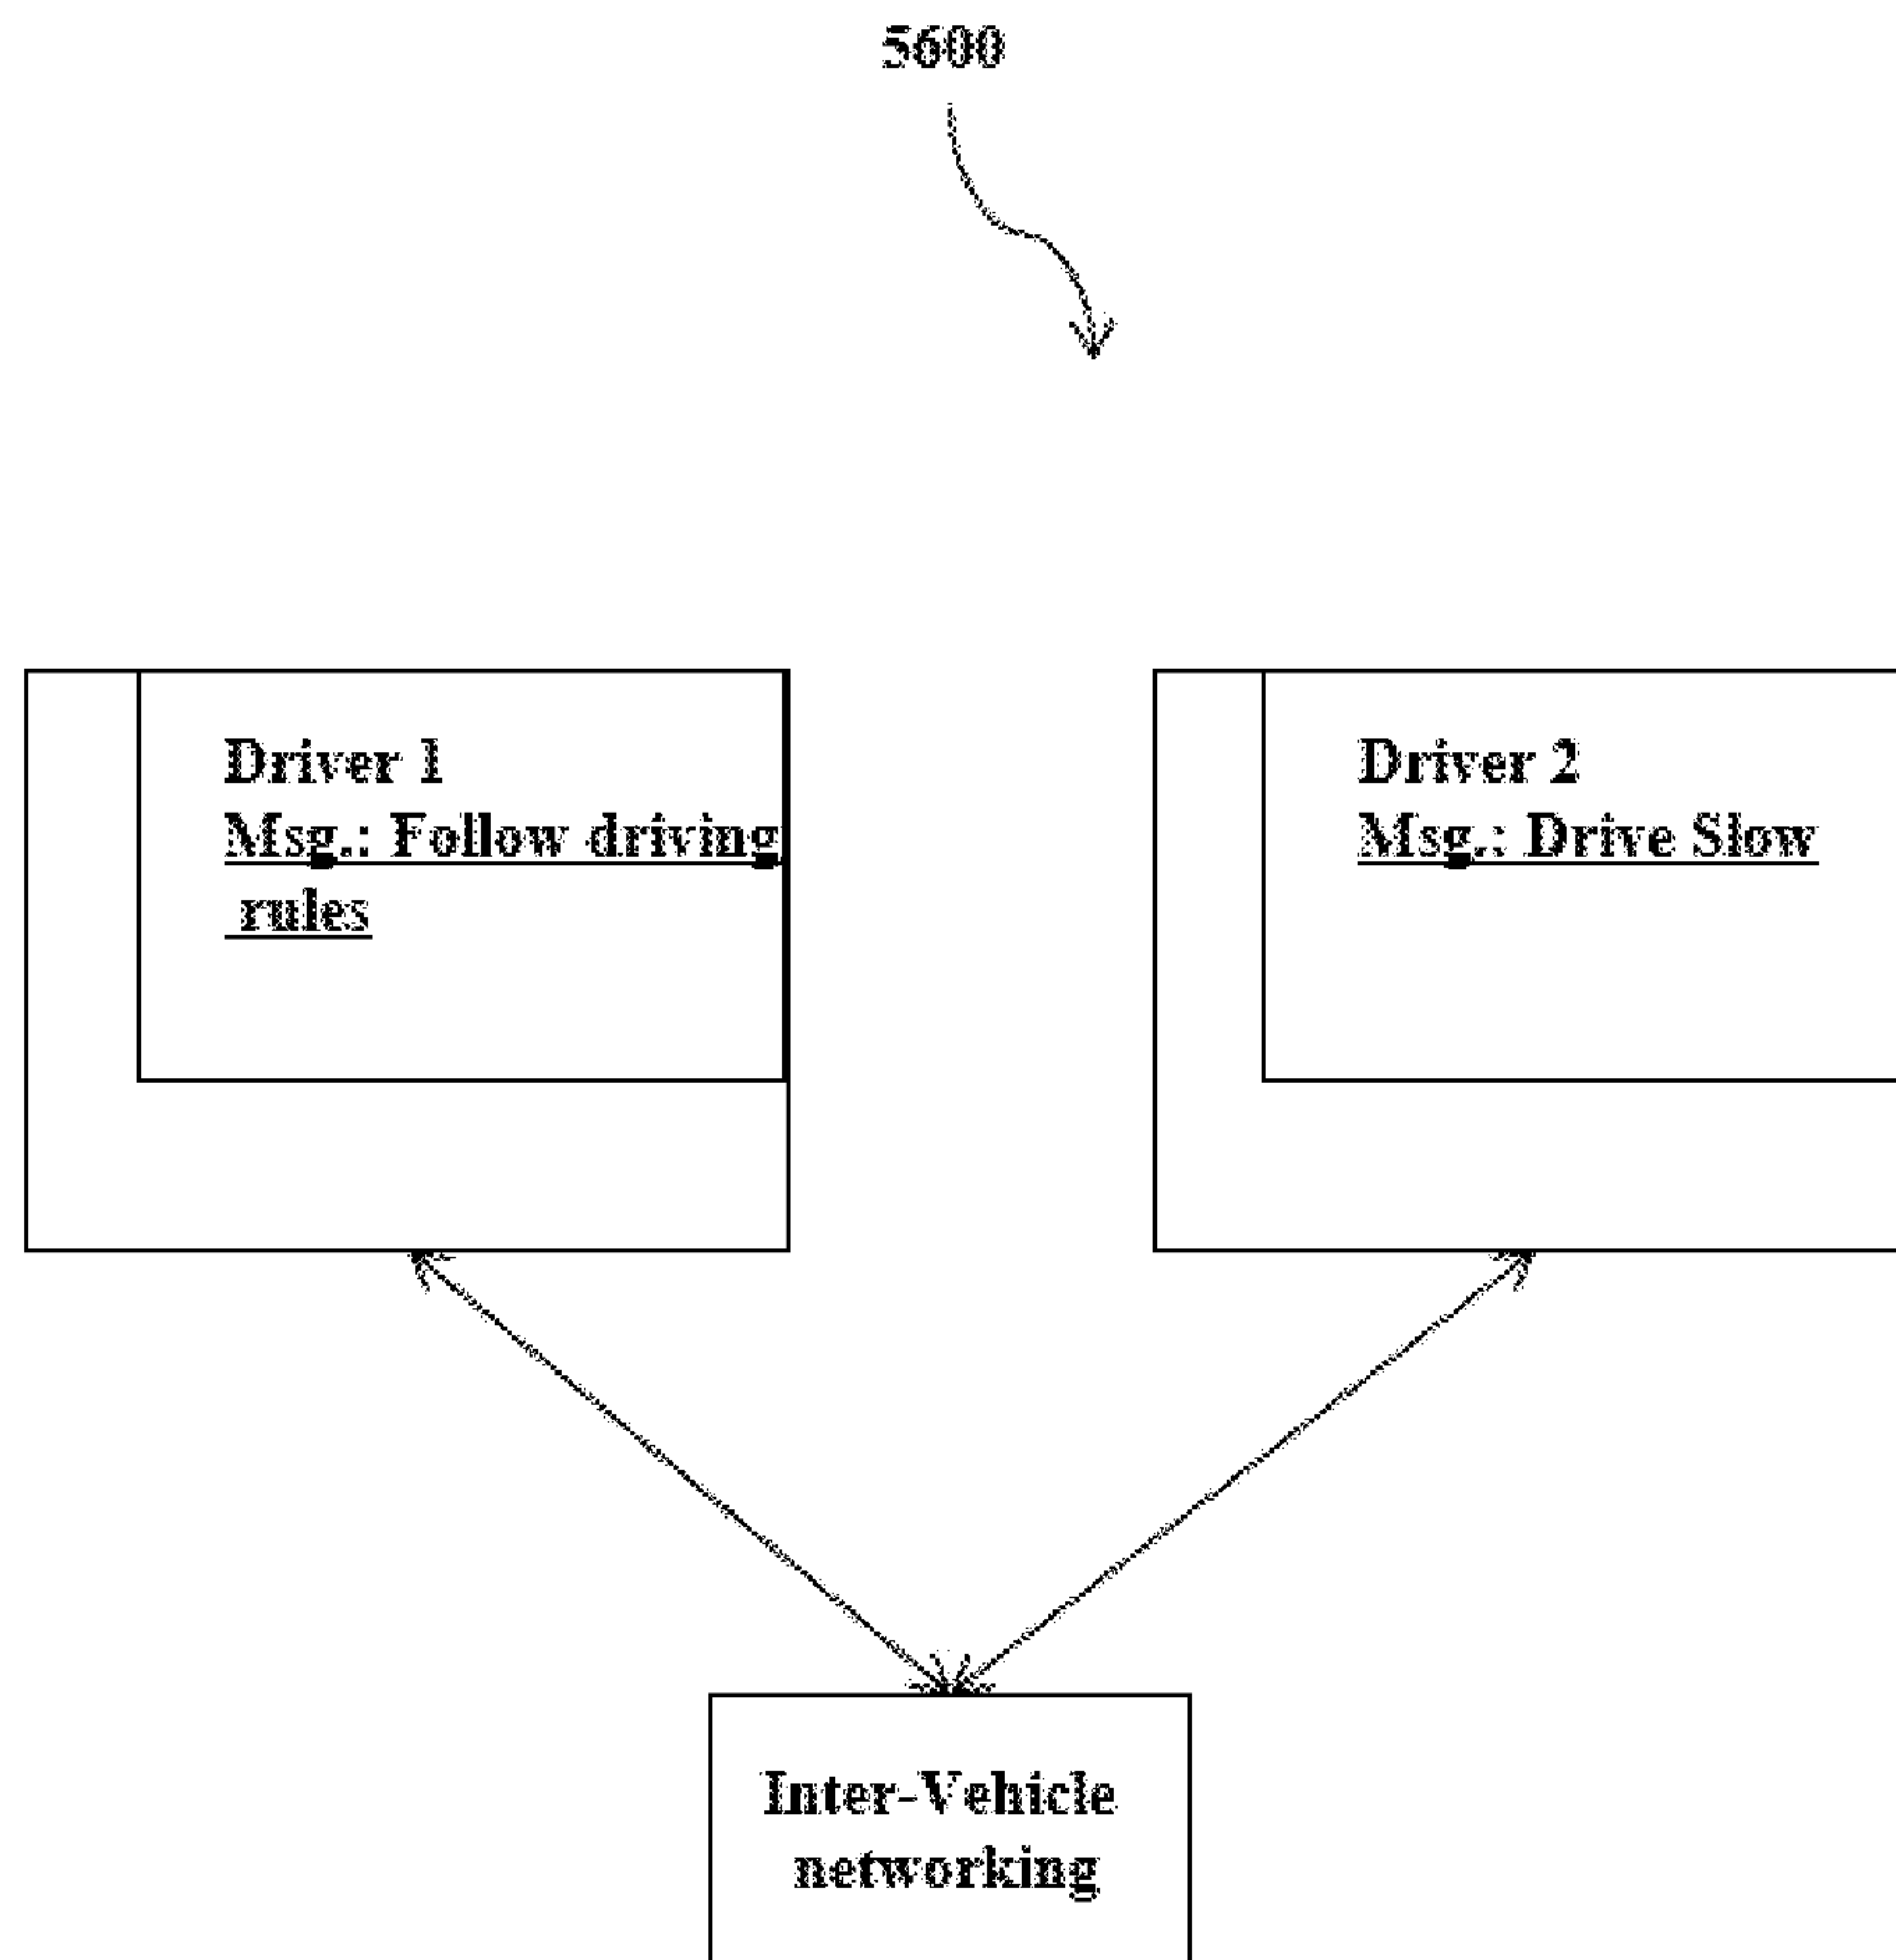 5600
Driver 1
Msg.: Follow driving
rules
Driver 2
Msg.: Drive Slow
Inter-Vehicle
networking